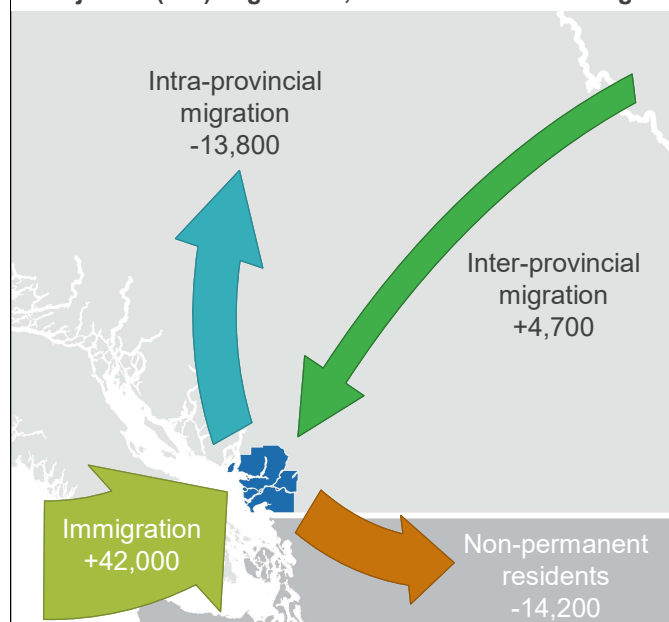 Intra-provincial
migration
-13,800
Inter-provincial
migration
+4,700
Immigration
+42,000
Non-permanent
residents
-14,200